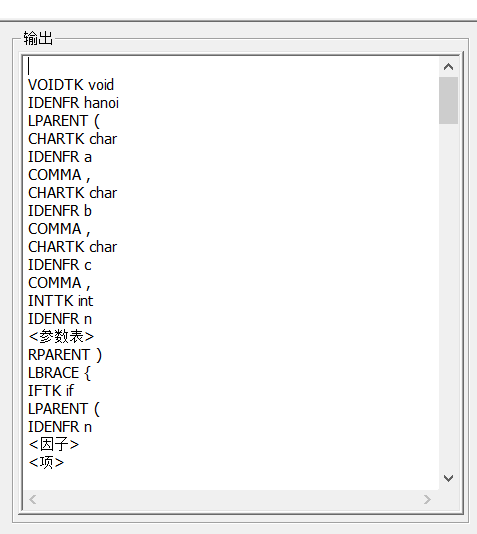 输出
VOIDTK void
IDENFR hanoi
LPARENT (
CHARTK char
IDENFR a
COMMA ,
CHARTK char
IDENFR b
COMMA ,
CHARTK char
IDENFR c
COMMA ,
INTTK int
IDENFR n
<参数表>
RPARENT )
LBRACE {
IFTK if
LPARENT (
IDENFR n
<因子>
<项>